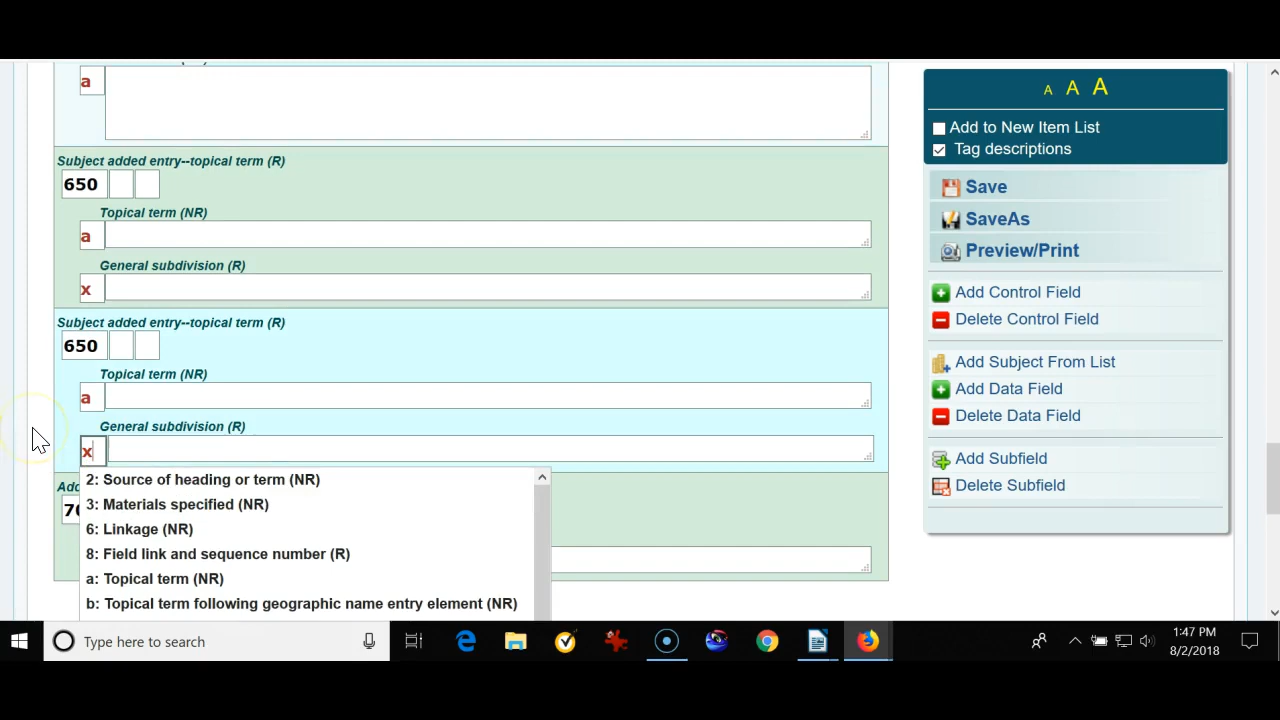 a
Subject added entry--topical term (R)
650
Topical term (NR)
a
General subdivision (R)
x
Subject added entry--topical term (R)
650
Topical term (NR)
a
General subdivision (R)
x
2: Source of heading or term (NR)
3: Materials specified (NR)
6: Linkage (NR)
8: Field link and sequence number (R)
a: Topical term (NR)
b: Topical term following geographic name entry element (NR)
A A A
Add to New Item List
Tag descriptions
Save
SaveAs
Preview/Print
Add Control Field
Delete Control Field
Add Subject From List
Add Data Field
Delete Data Field
Add Subfield
Delete Subfield
Type here to search
1:47 PM
8/2/2018